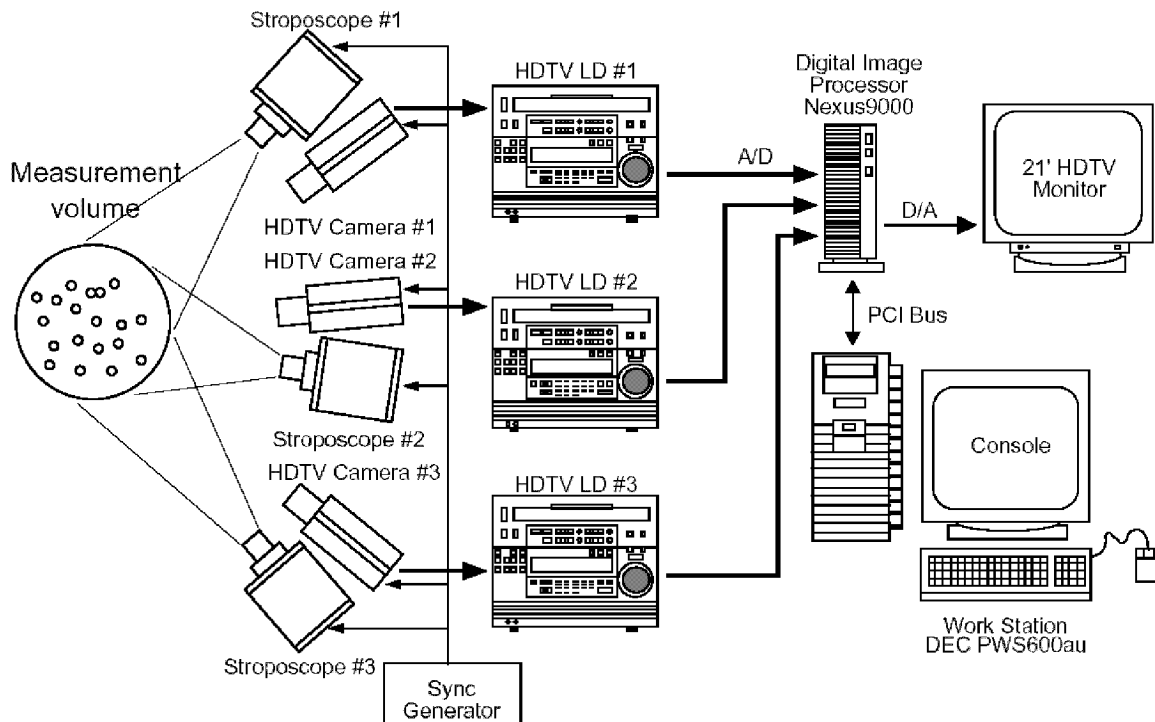 Stroposcope #1
HDTV LD #1
Digital Image
Processor
Nexus9000
Measurement
volume
A/D
21' HDTV
Monitor
D/A
HDTV Camera #1
HDTV Camera #2
HDTV LD #2
PCI Bus
Stroposcope #2
HDTV Camera #3
HDTV LD #3
Console
Stroposcope #3
Sync
Generator
Work Station
DEC PWS600au